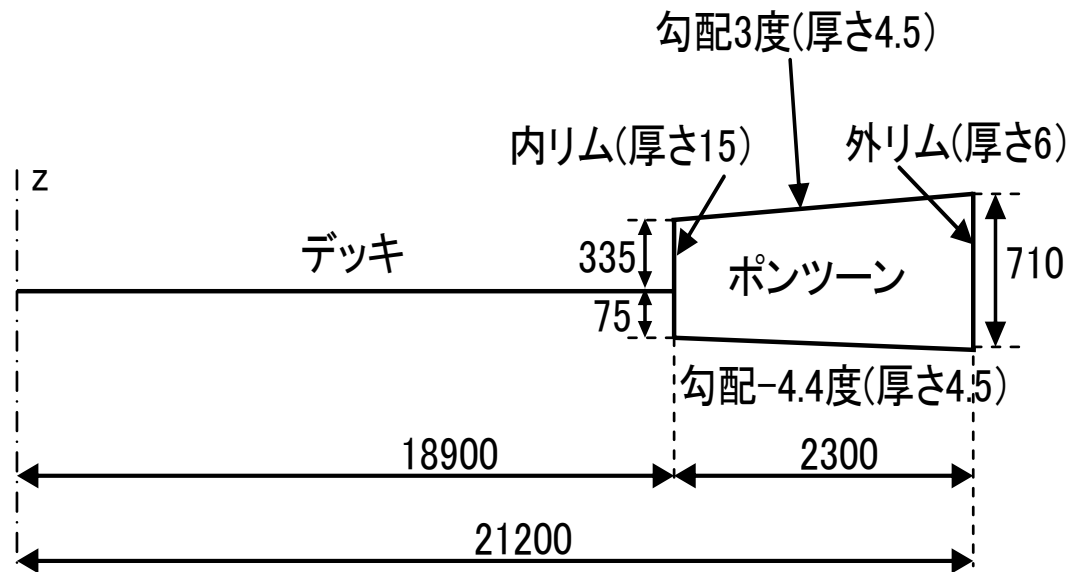 勾配3度(厚さ4.5)
内リム(厚さ15)
外リム(厚さ6)
z
デッキ
335
ポンツーン
710
75
勾配-4.4度(厚さ4.5)
18900
2300
21200